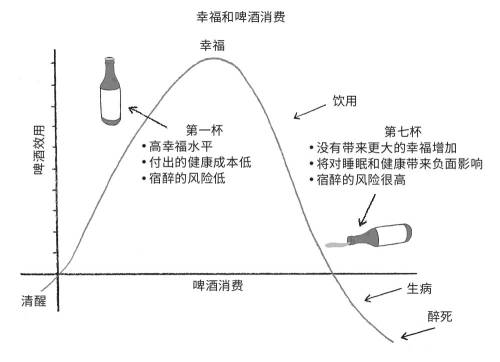 幸福和啤酒消费
幸福
饮用
第一杯
•高幸福水平
•付出的健康成本低
•宿醉的风险低
第七杯
•没有带来更大的幸福增加
•将对睡眠和健康带来负面影响
•宿醉的风险很高
啤酒效用
啤酒消费
清醒
生病
醉死